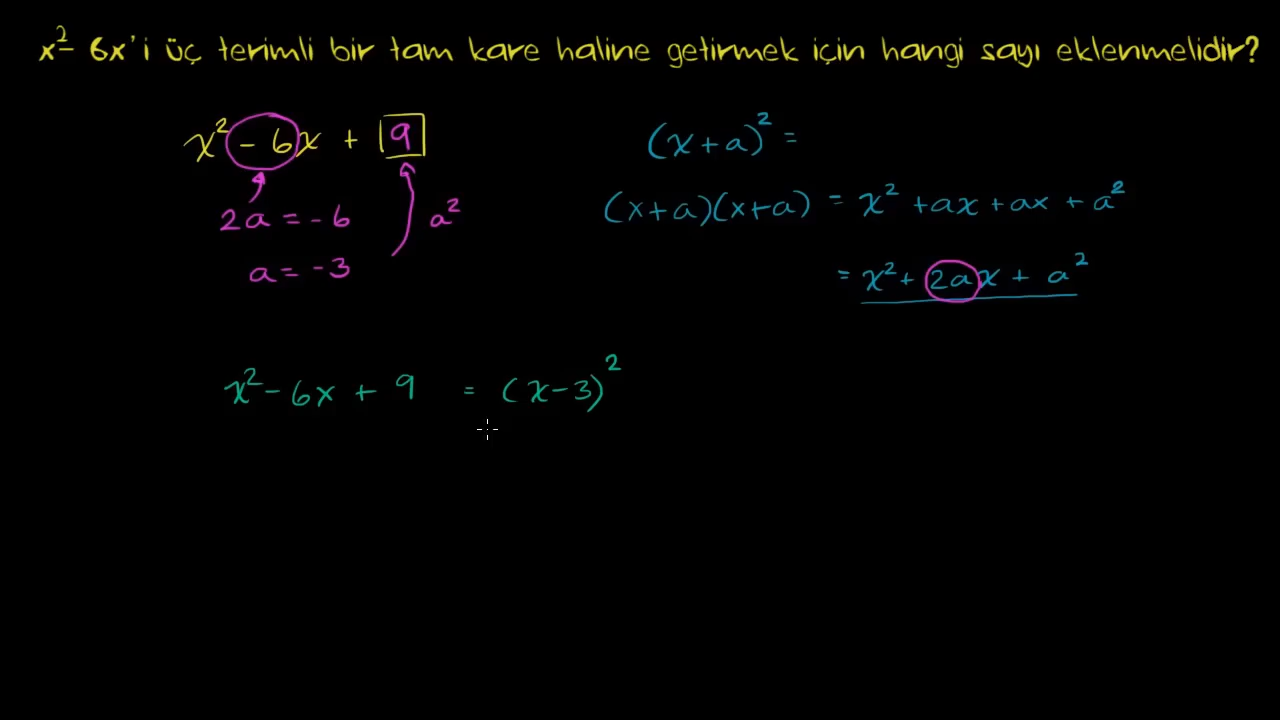 x² - 6x'i üç terimli bir tam kare haline getirmek için hangi sayı eklenmelidir?
x² - 6x + 9
2a = -6
a²
a = -3
(x+a)² =
(x+a)(x+a) = x² + ax + ax + a²
= x² + 2ax + a²
x² - 6x + 9 = (x-3)²